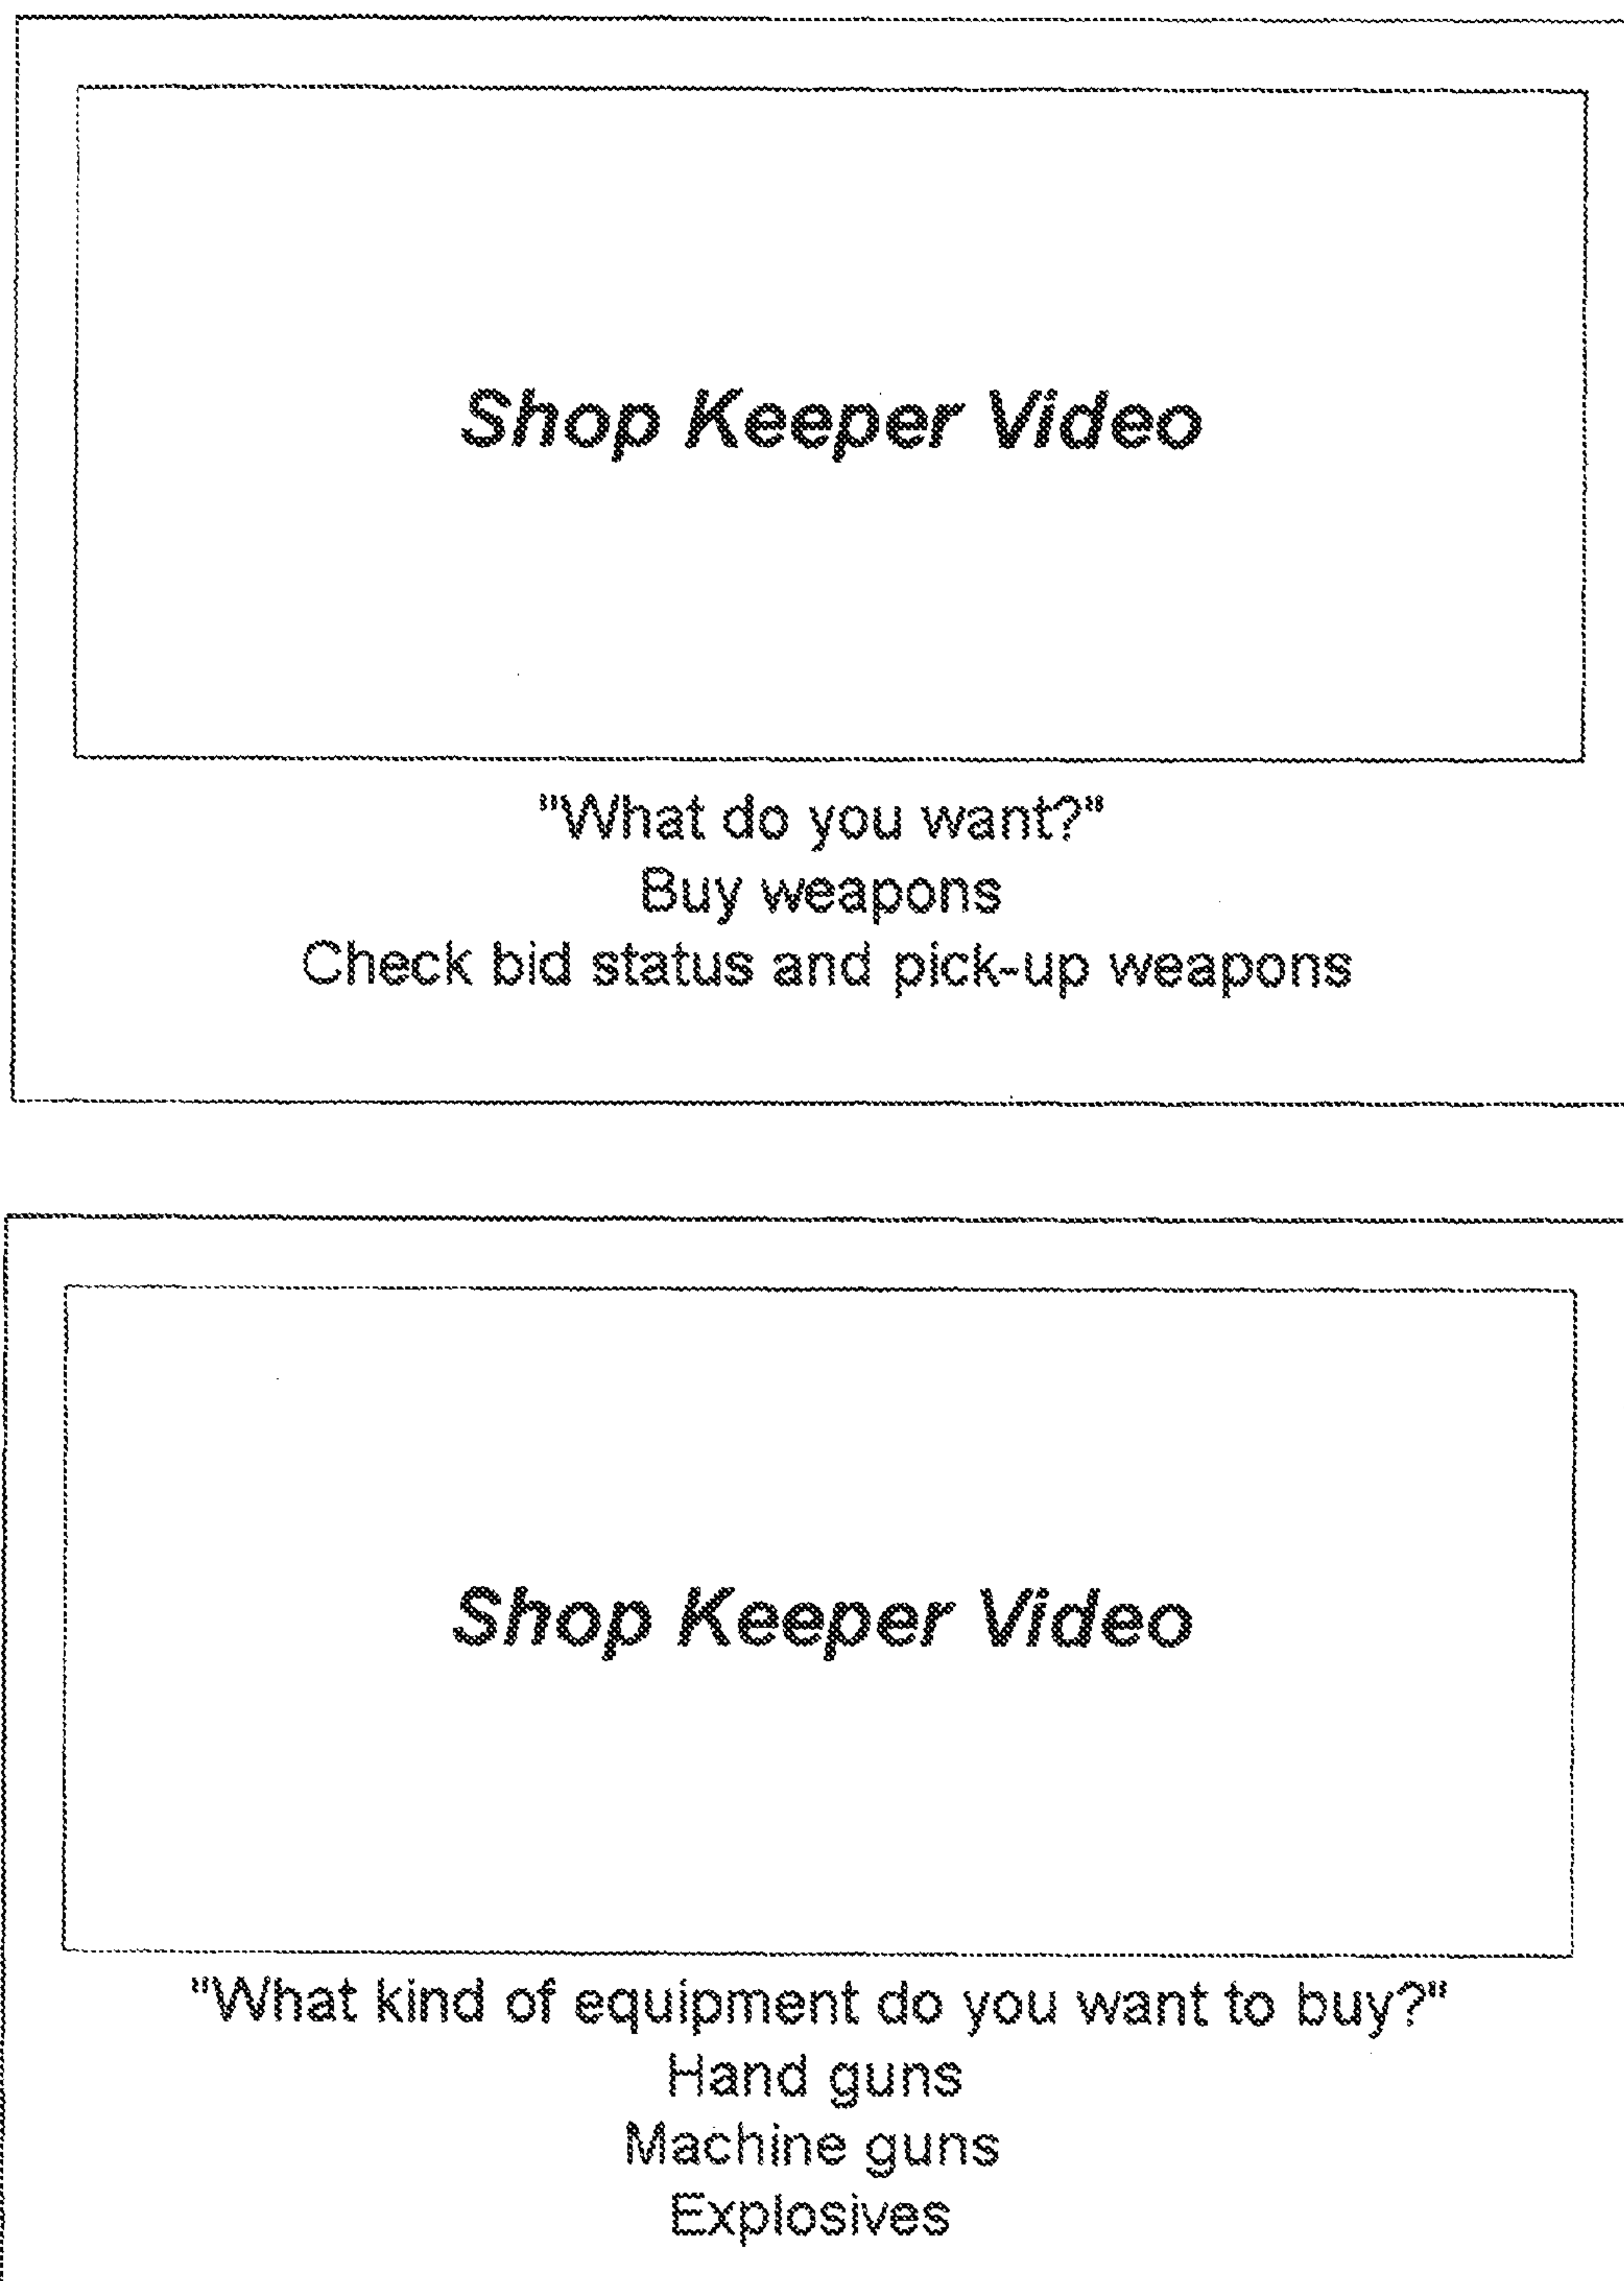 Shop Keeper Video
"What do you want?"
Buy weapons
Check bid status and pick-up weapons
Shop Keeper Video
"What kind of equipment do you want to buy?"
Hand guns
Machine guns
Explosives